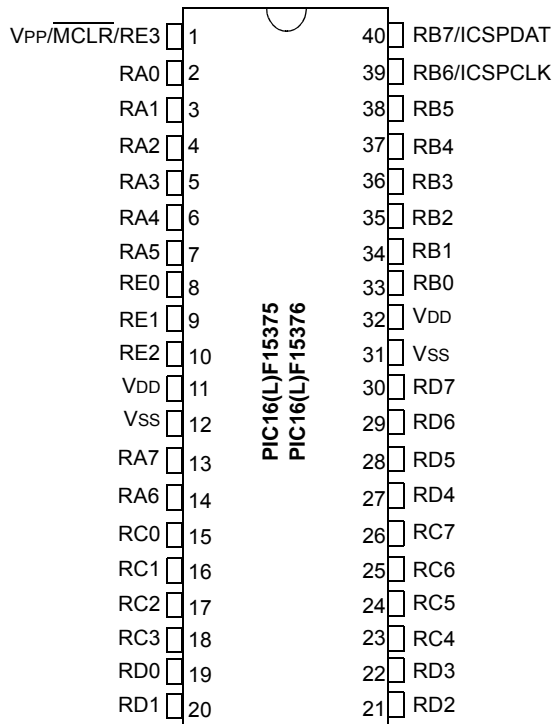 VPP/MCLR/RE3 1 40 RB7/ICSPDAT
RA0 2 39 RB6/ICSPCLK
RA1 3 38 RB5
RA2 4 37 RB4
RA3 5 36 RB3
RA4 6 35 RB2
RA5 7 34 RB1
RE0 8 33 RB0
RE1 9 32 VDD
RE2 10 31 VSS
VDD 11 30 RD7
VSS 12 29 RD6
RA7 13 28 RD5
RA6 14 27 RD4
RC0 15 26 RC7
RC1 16 25 RC6
RC2 17 24 RC5
RC3 18 23 RC4
RD0 19 22 RD3
RD1 20 21 RD2
PIC16(L)F15375
PIC16(L)F15376